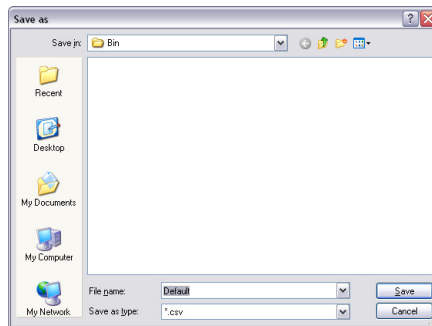 Save as
Save in: Bin
Recent
Desktop
My Documents
My Computer
My Network
File name: Default Save
Save as type: *.csv Cancel